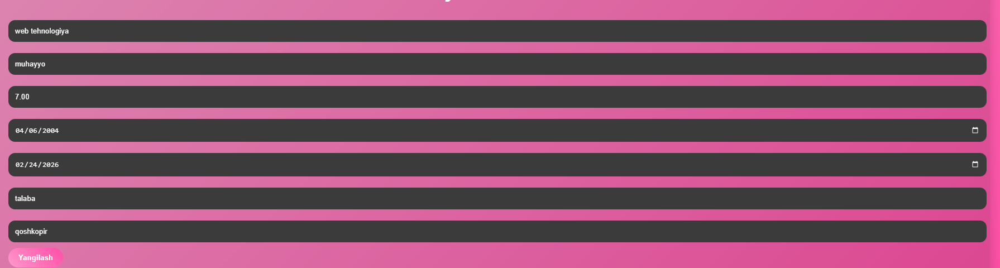 web tehnologiya
muhayyo
7.00
04/06/2004
02/24/2026
talaba
qoshkopir
Yangilash